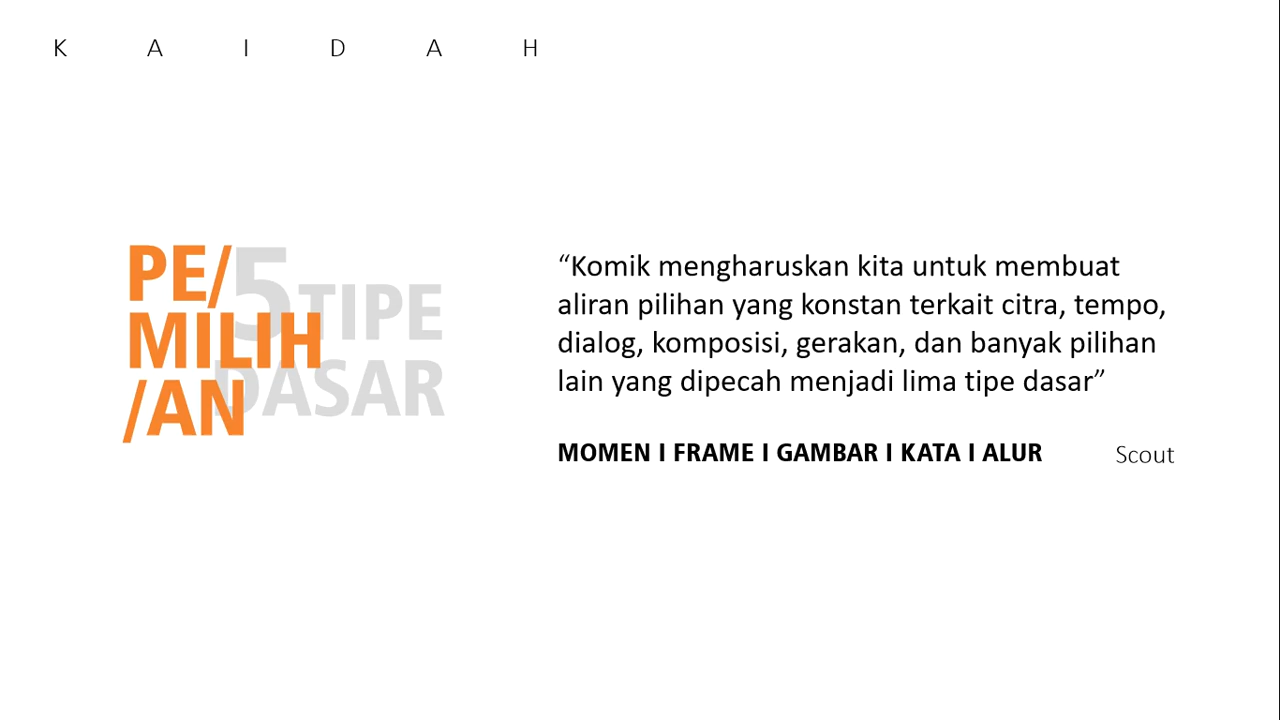 K A I D A H
PE/
MILIH
/AN
5 TIPE
DASAR
“Komik mengharuskan kita untuk membuat
aliran pilihan yang konstan terkait citra, tempo,
dialog, komposisi, gerakan, dan banyak pilihan
lain yang dipecah menjadi lima tipe dasar”
MOMEN I FRAME I GAMBAR I KATA I ALUR
Scout